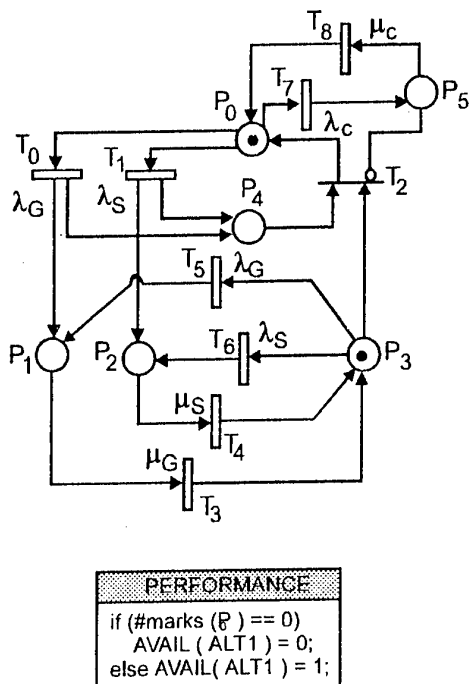 T8
μc
P5
T7
P0
λc
T0
T1
T2
P4
λG
λS
T5
λG
P1
P2
T6
λS
P3
μS
T4
μG
T3
PERFORMANCE
if (#marks ( ) == 0)
AVAIL ( ALT1 ) = 0;
else AVAIL( ALT1 ) = 1;